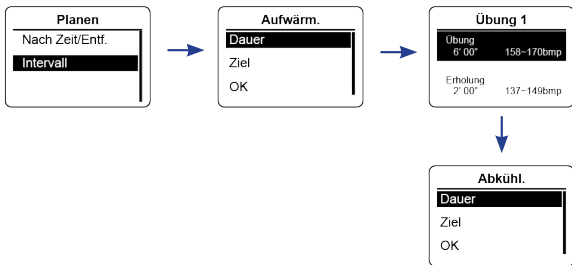 Planen
Nach Zeit/Entf.
Intervall
Aufwärm.
Dauer
Ziel
OK
Übung 1
Übung
6' 00" 158~170bmp
Erholung
2' 00" 137~149bmp
Abkühl.
Dauer
Ziel
OK